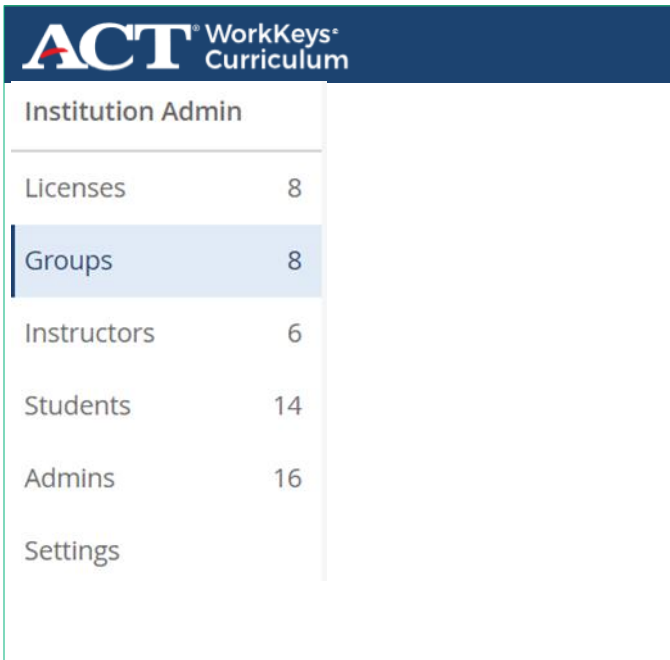 ACT® WorkKeys®
Curriculum
Institution Admin
Licenses 8
Groups 8
Instructors 6
Students 14
Admins 16
Settings